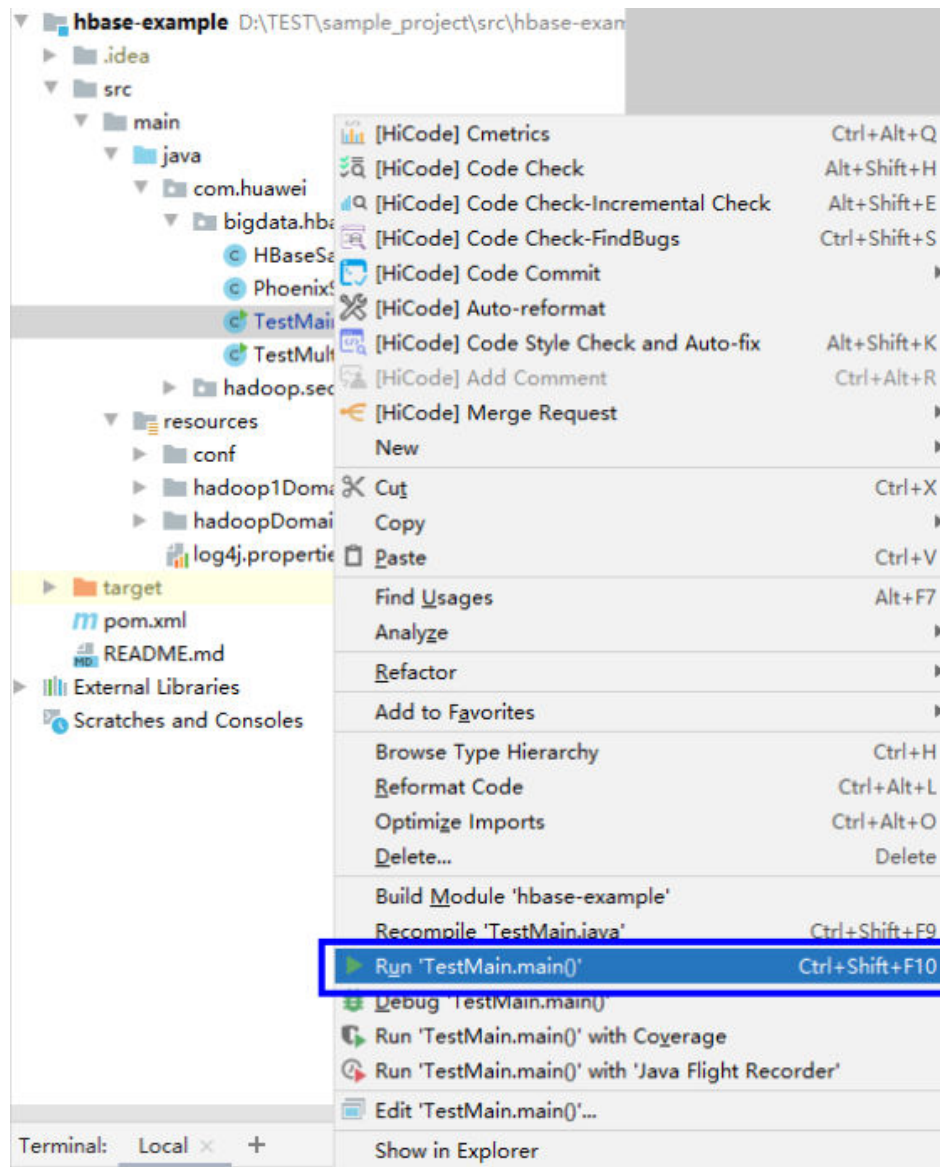 hbase-example D:\TEST\sample_project\src\hbase-exam
.idea
src
main
java
com.huawei
bigdata.hba
HBaseSa
PhoenixS
TestMain
TestMult
hadoop.sec
resources
conf
hadoop1Doma
hadoopDomai
log4j.propertie
target
pom.xml
README.md
External Libraries
Scratches and Consoles
[HiCode] Cmetrics Ctrl+Alt+Q
[HiCode] Code Check Alt+Shift+H
[HiCode] Code Check-Incremental Check Alt+Shift+E
[HiCode] Code Check-FindBugs Ctrl+Shift+S
[HiCode] Code Commit
[HiCode] Auto-reformat
[HiCode] Code Style Check and Auto-fix Alt+Shift+K
[HiCode] Add Comment Ctrl+Alt+R
[HiCode] Merge Request
New
Cut Ctrl+X
Copy
Paste Ctrl+V
Find Usages Alt+F7
Analyze
Refactor
Add to Favorites
Browse Type Hierarchy Ctrl+H
Reformat Code Ctrl+Alt+L
Optimize Imports Ctrl+Alt+O
Delete... Delete
Build Module 'hbase-example'
Recompile 'TestMain.java' Ctrl+Shift+F9
Run 'TestMain.main()' Ctrl+Shift+F10
Debug 'TestMain.main()'
Run 'TestMain.main()' with Coverage
Run 'TestMain.main()' with 'Java Flight Recorder'
Edit 'TestMain.main()'...
Show in Explorer
Terminal: Local × +